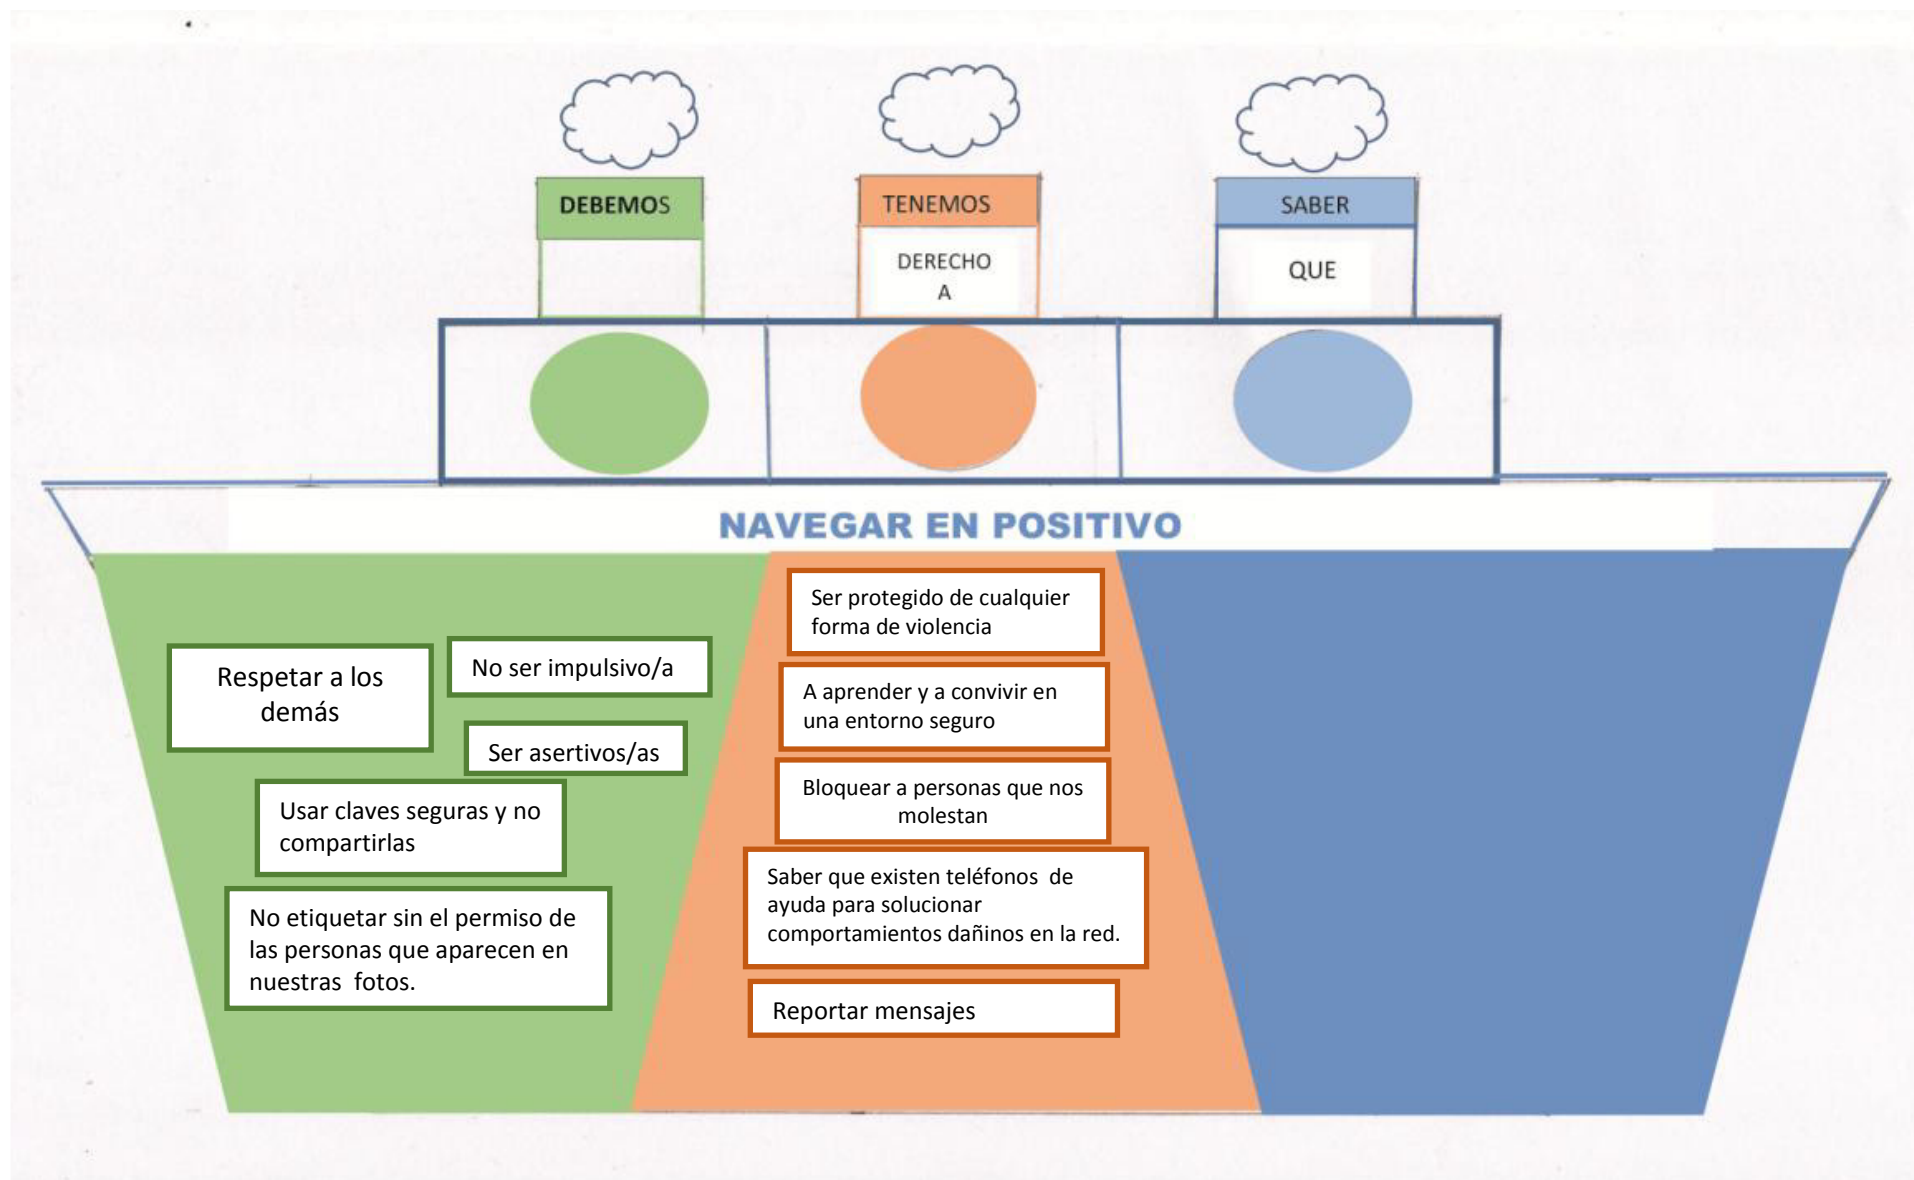 DEBEMOS
TENEMOS
DERECHO
A
SABER
QUE
NAVEGAR EN POSITIVO
Respetar a los
demás
No ser impulsivo/a
Ser asertivos/as
Usar claves seguras y no
compartirlas
No etiquetar sin el permiso de
las personas que aparecen en
nuestras fotos.
Ser protegido de cualquier
forma de violencia
A aprender y a convivir en
una entorno seguro
Bloquear a personas que nos
molestan
Saber que existen teléfonos de
ayuda para solucionar
comportamientos dañinos en la red.
Reportar mensajes